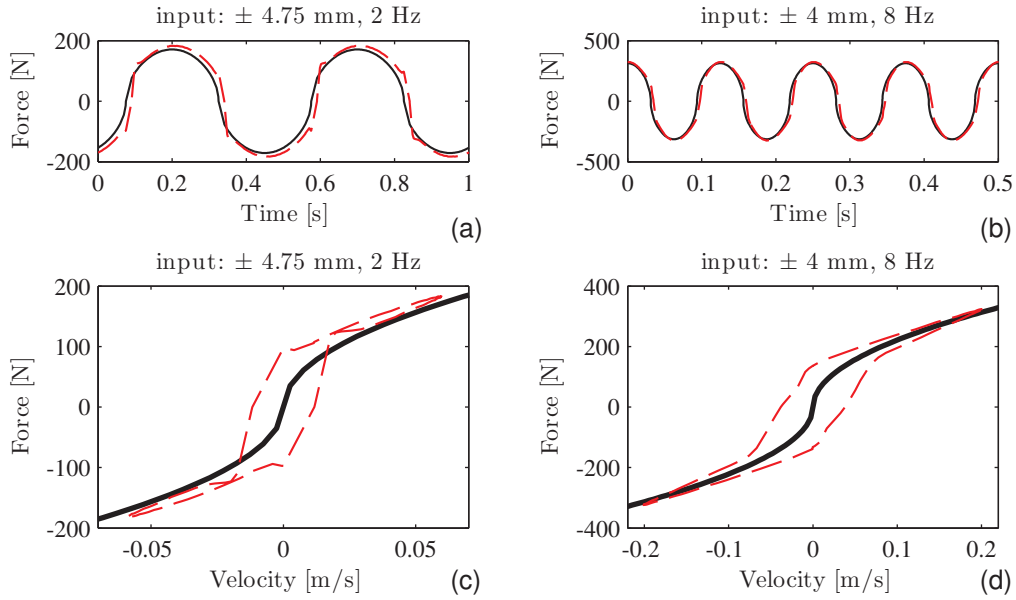 input: ± 4.75 mm, 2 Hz
Force [N]
200
0
-200
0
0.2
0.4
0.6
0.8
1
Time [s]
(a)
input: ± 4 mm, 8 Hz
Force [N]
500
0
-500
0
0.1
0.2
0.3
0.4
0.5
Time [s]
(b)
input: ± 4.75 mm, 2 Hz
Force [N]
200
100
0
-100
-200
-0.05
0
0.05
Velocity [m/s]
(c)
input: ± 4 mm, 8 Hz
Force [N]
400
200
0
-200
-400
-0.2
-0.1
0
0.1
0.2
Velocity [m/s]
(d)